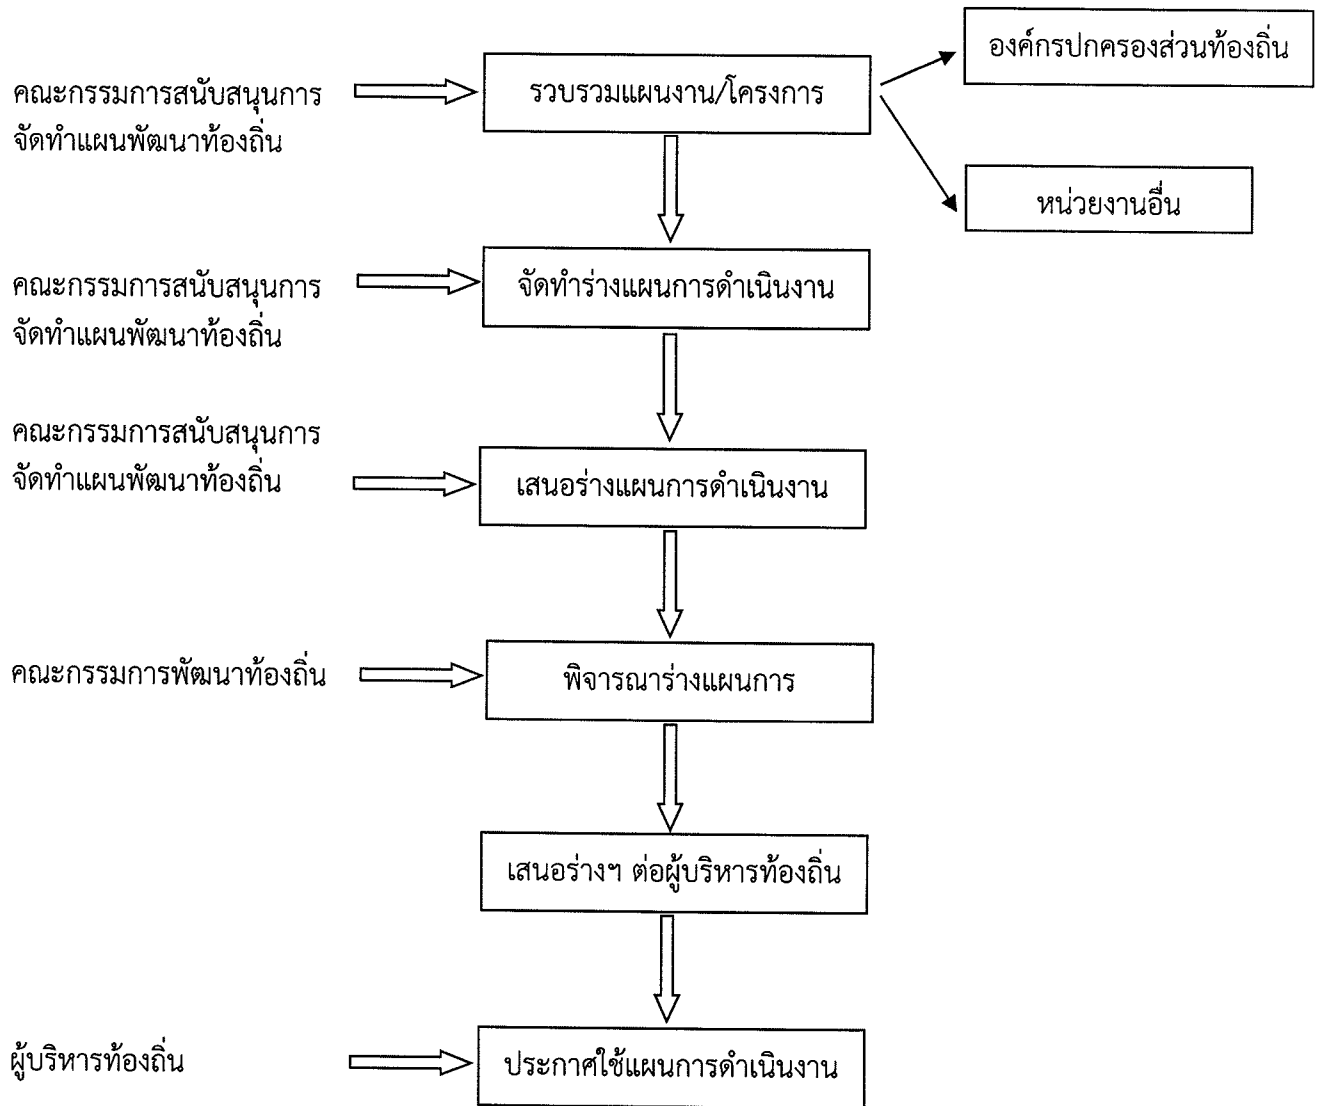 องค์กรปกครองส่วนท้องถิ่น
คณะกรรมการสนับสนุนการ
จัดทำแผนพัฒนาท้องถิ่น
รวบรวมแผนงาน/โครงการ
หน่วยงานอื่น
คณะกรรมการสนับสนุนการ
จัดทำแผนพัฒนาท้องถิ่น
จัดทำร่างแผนการดำเนินงาน
คณะกรรมการสนับสนุนการ
จัดทำแผนพัฒนาท้องถิ่น
เสนอร่างแผนการดำเนินงาน
คณะกรรมการพัฒนาท้องถิ่น
พิจารณาร่างแผนการ
เสนอร่างฯ ต่อผู้บริหารท้องถิ่น
ผู้บริหารท้องถิ่น
ประกาศใช้แผนการดำเนินงาน